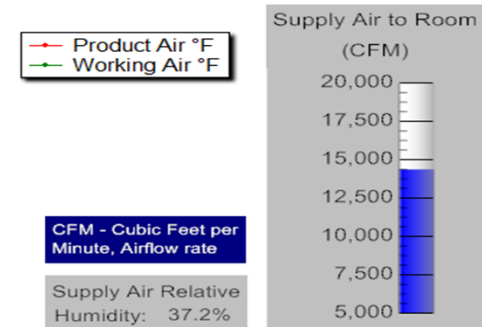 Product Air °F
Working Air °F
Supply Air to Room
(CFM)
20,000
17,500
15,000
12,500
10,000
7,500
5,000
CFM - Cubic Feet per
Minute, Airflow rate
Supply Air Relative
Humidity: 37.2%